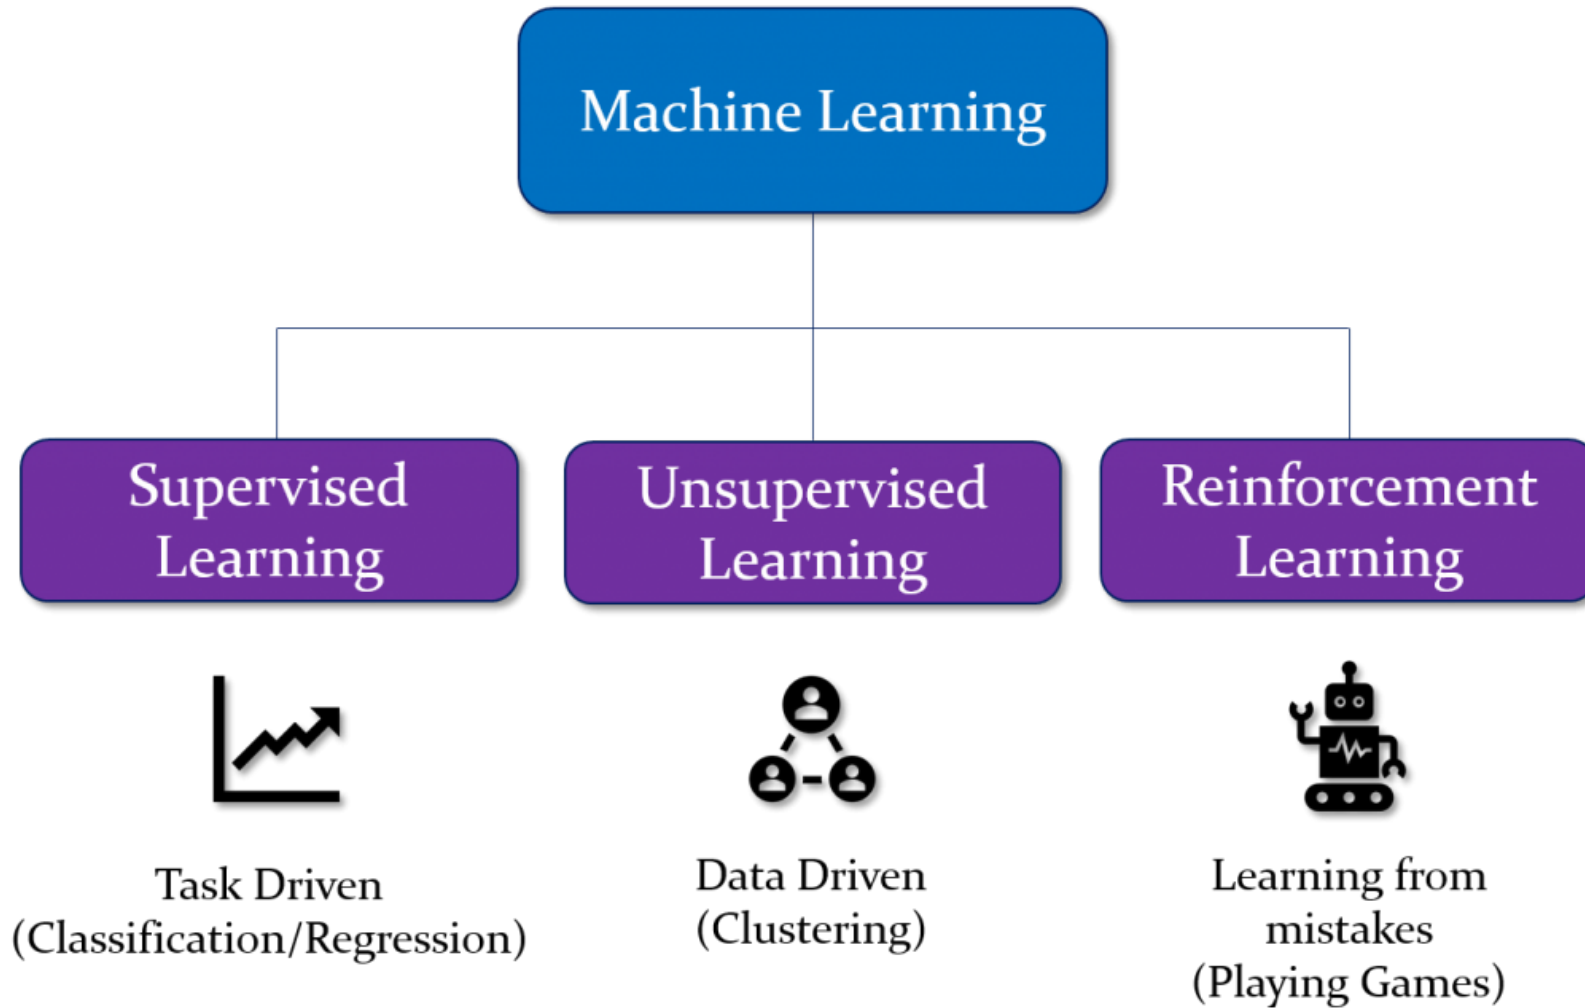 Machine Learning
Supervised
Learning
Unsupervised
Learning
Reinforcement
Learning
Task Driven
(Classification/Regression)
Data Driven
(Clustering)
Learning from
mistakes
(Playing Games)